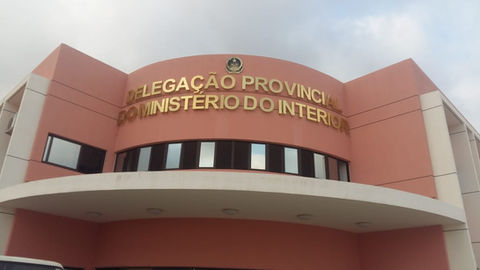 DELEGAÇÃO PROVINCIAL
DO MINISTÉRIO DO INTERIOR